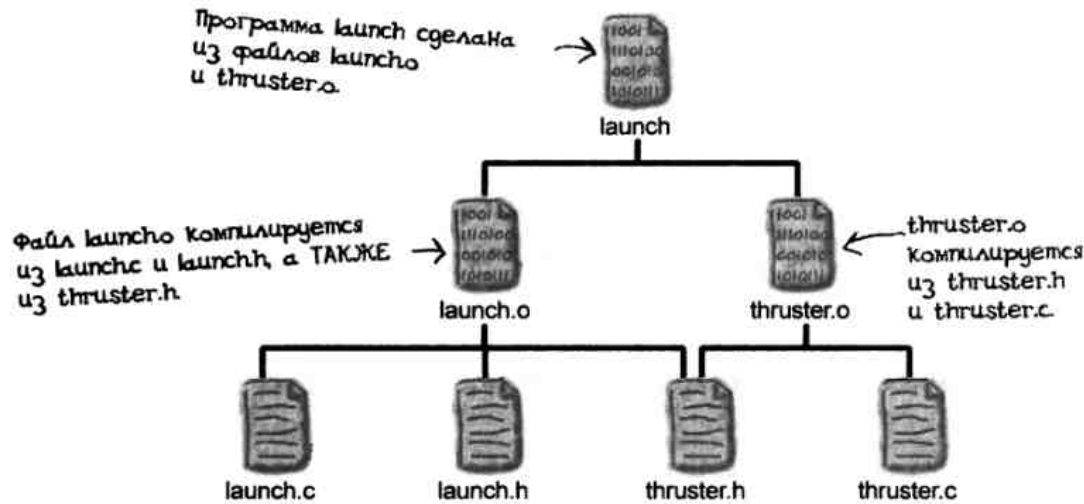 Программа launch сделана
из файлов launch.o
и thruster.o.
launch
Файл launch.o компилируется
из launch.c и launch.h, а ТАКЖЕ
из thruster.h.
launch.o
thruster.o
thruster.o
компилируется
из thruster.h
и thruster.c.
launch.c
launch.h
thruster.h
thruster.c